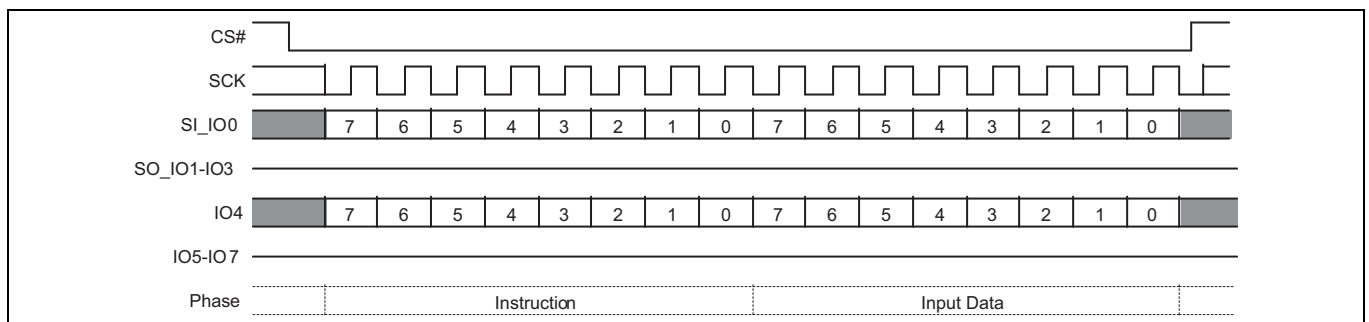 CS#
SCK
SI_IO0 7 6 5 4 3 2 1 0 7 6 5 4 3 2 1 0
SO_IO1-IO3
IO4 7 6 5 4 3 2 1 0 7 6 5 4 3 2 1 0
IO5-IO7
Phase Instruction Input Data